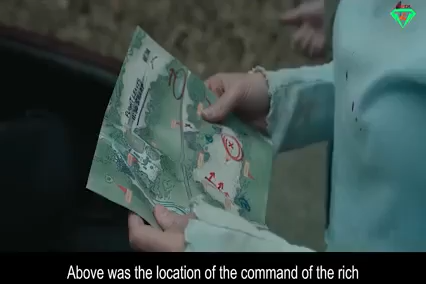 Above was the location of the command of the rich